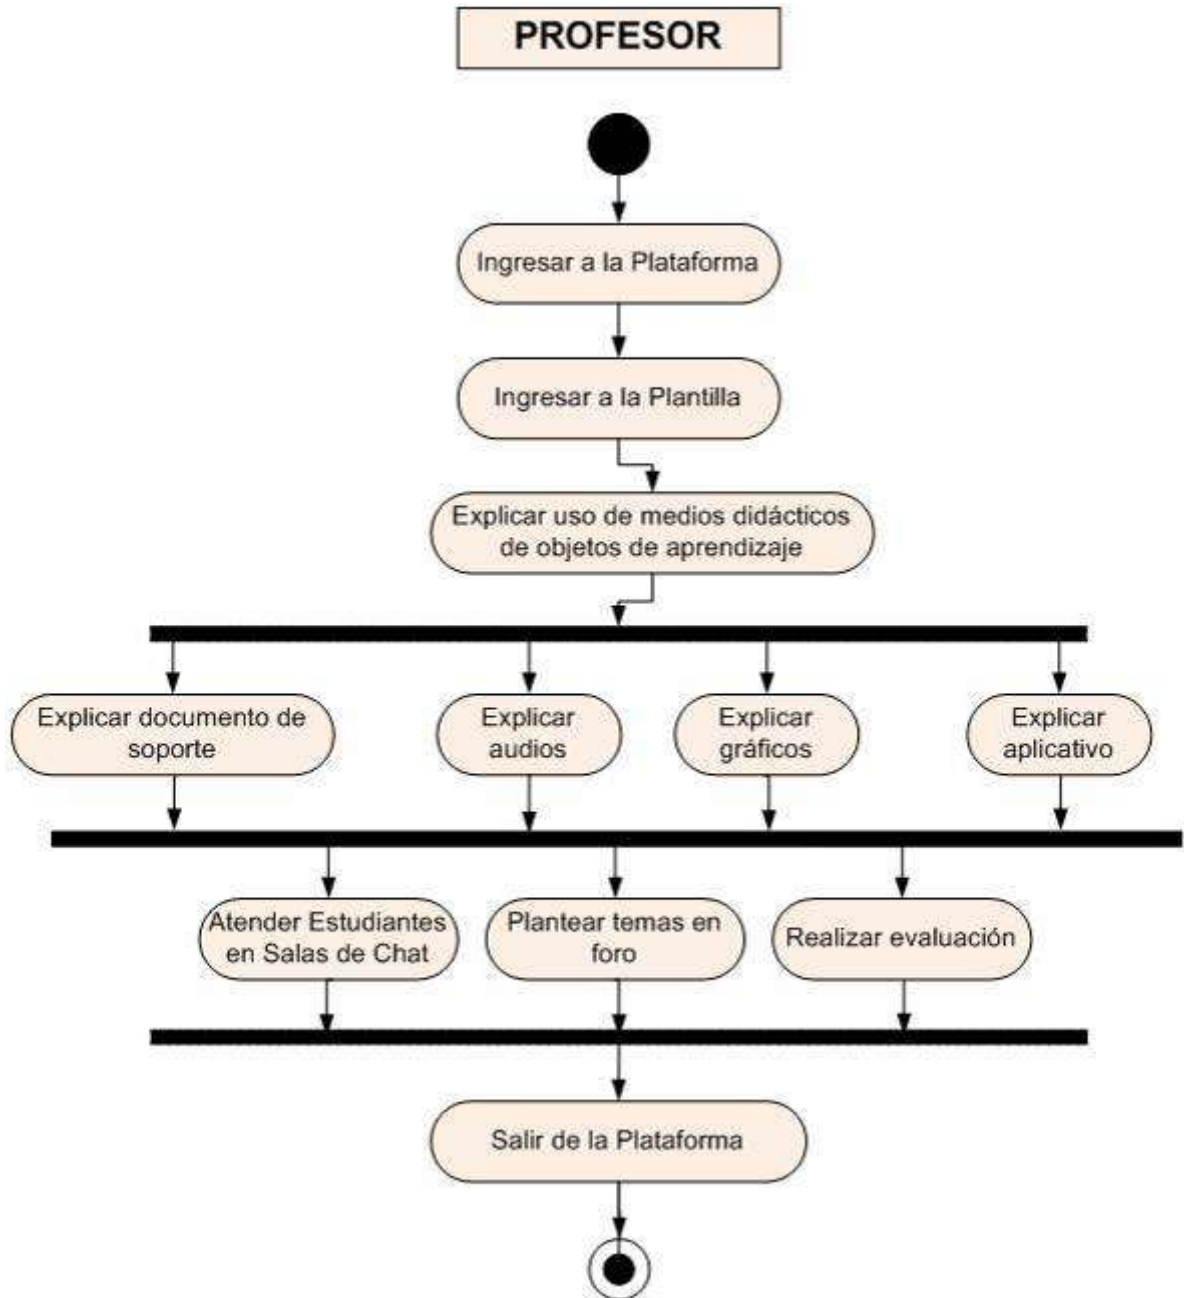 PROFESOR
Ingresar a la Plataforma
Ingresar a la Plantilla
Explicar uso de medios didácticos
de objetos de aprendizaje
Explicar documento de
soporte
Explicar
audios
Explicar
gráficos
Explicar
aplicativo
Atender Estudiantes
en Salas de Chat
Plantear temas en
foro
Realizar evaluación
Salir de la Plataforma